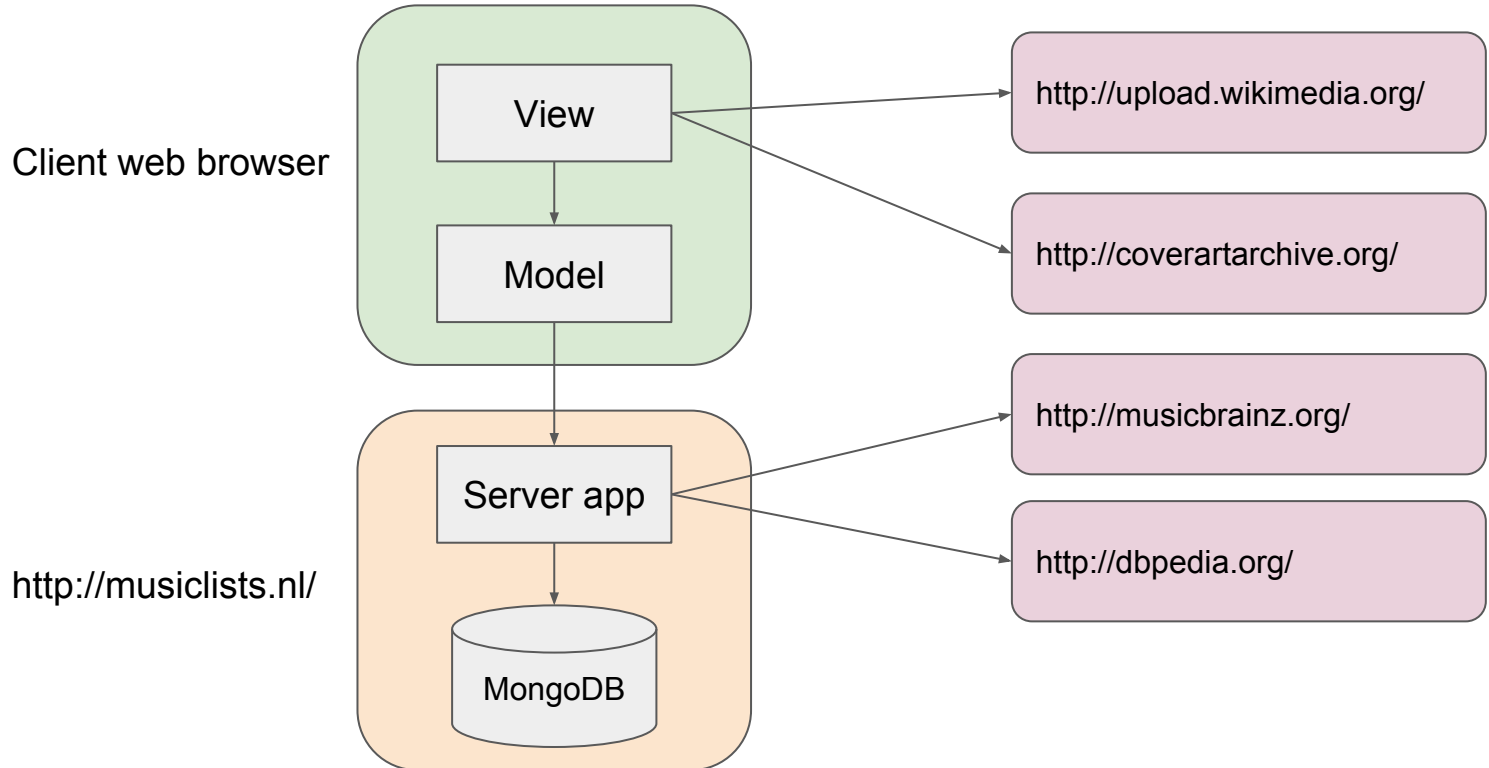 View
Client web browser
Model
http://upload.wikimedia.org/
http://coverartarchive.org/
Server app
http://musiclists.nl/
MongoDB
http://musicbrainz.org/
http://dbpedia.org/